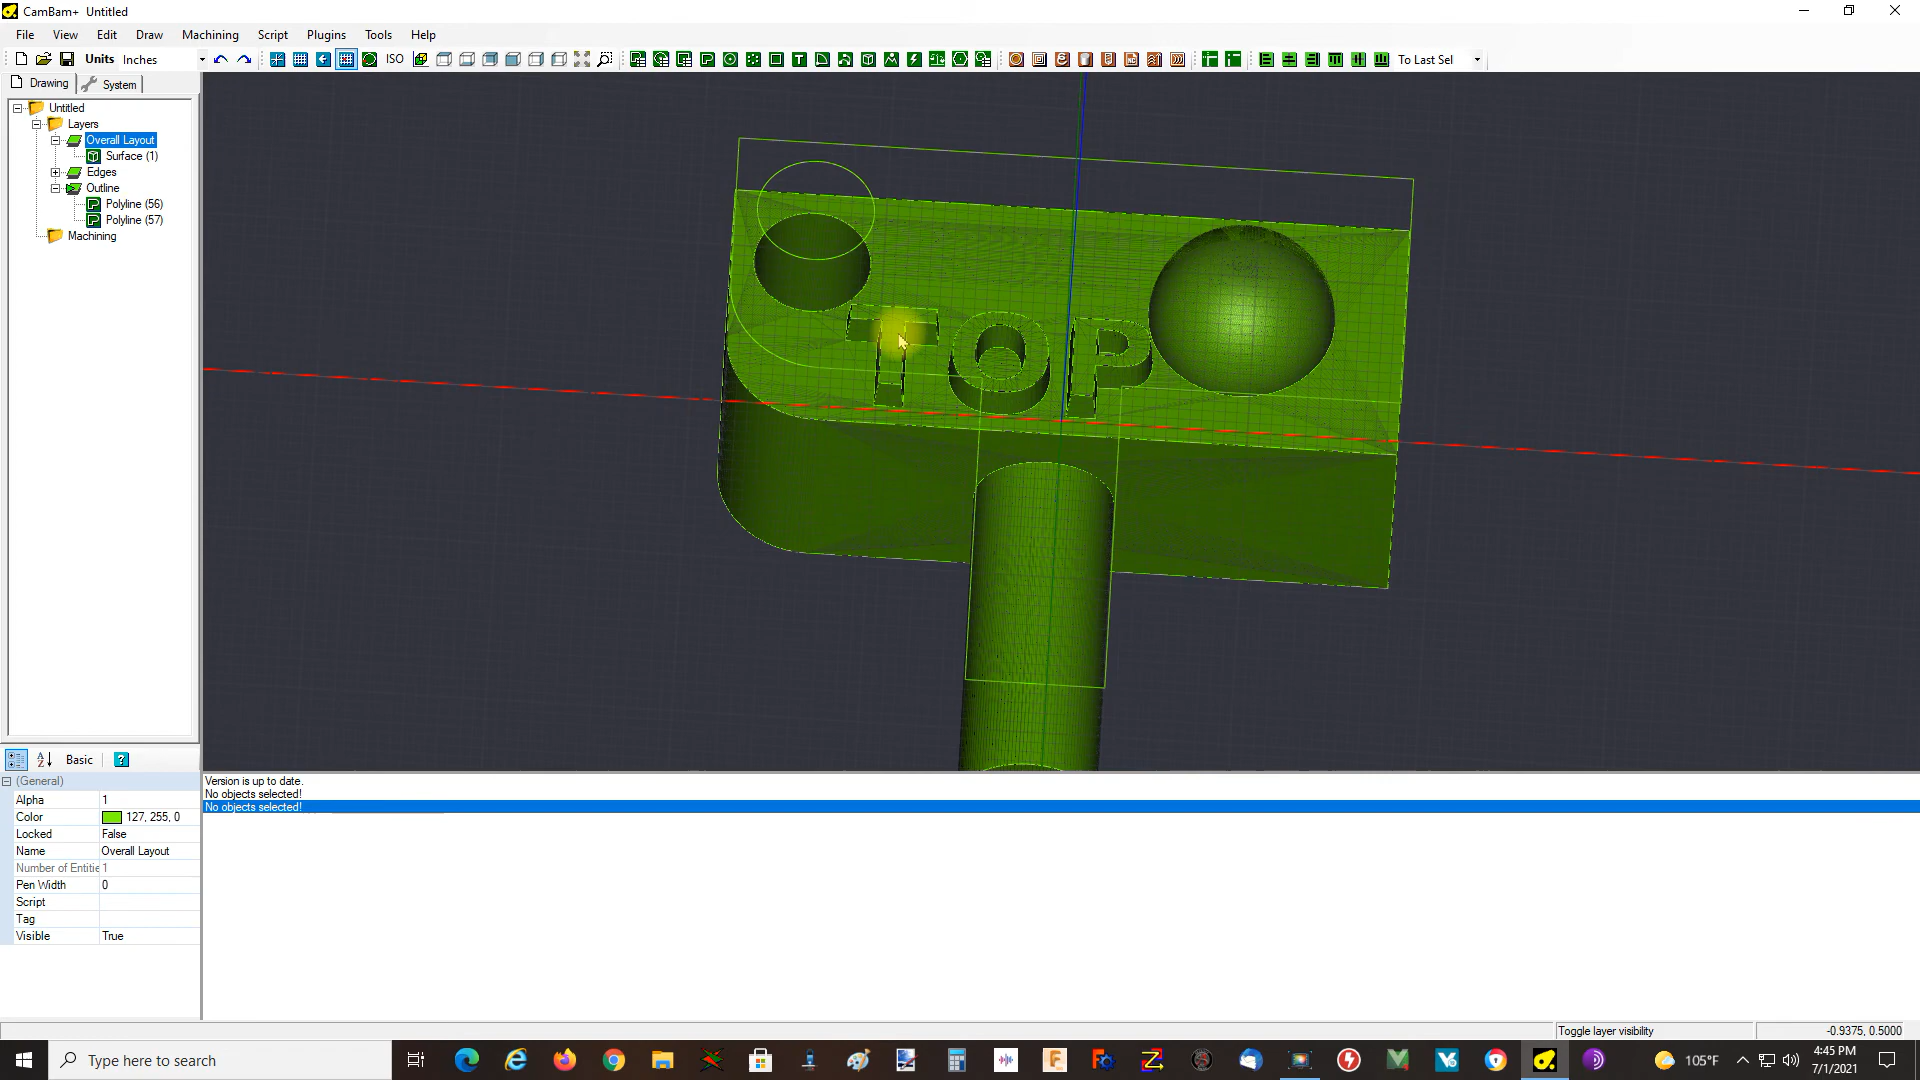 CamBam+ Untitled
File View Edit Draw Machining Script Plugins Tools Help
Units Inches ISO To Last Sel
Drawing System
Untitled
Layers
Overall Layout
Surface (1)
Edges
Outline
Polyline (56)
Polyline (57)
Machining
TOP
Basic
(General)
Alpha 1
Color 127, 255, 0
Locked False
Name Overall Layout
Number of Entitie 1
Pen Width 0
Script
Tag
Visible True
Version is up to date.
No objects selected!
No objects selected!
Toggle layer visibility -0.9375, 0.5000
Type here to search
105°F
4:45 PM
7/1/2021